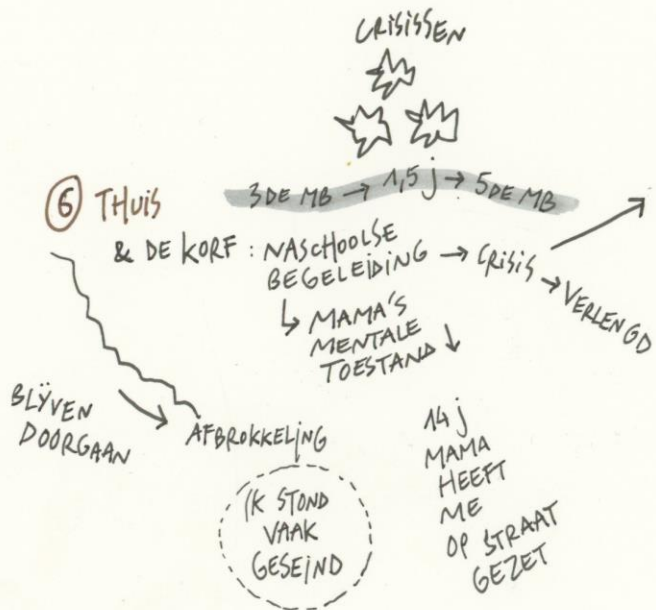 CRISISSEN
3DE MB → 1,5 j → 5DE MB
6 THUIS
& DE KORF : NASCHOOLSE
BEGELEIDING → CRISIS → VERLENGD
↳ MAMA'S
MENTALE
TOESTAND ↓
BLIJVEN
DOORGAAN
AFBROKKELING
IK STOND
VAAK
GESEIND
14 j
MAMA
HEEFT
ME
OP STRAAT
GEZET